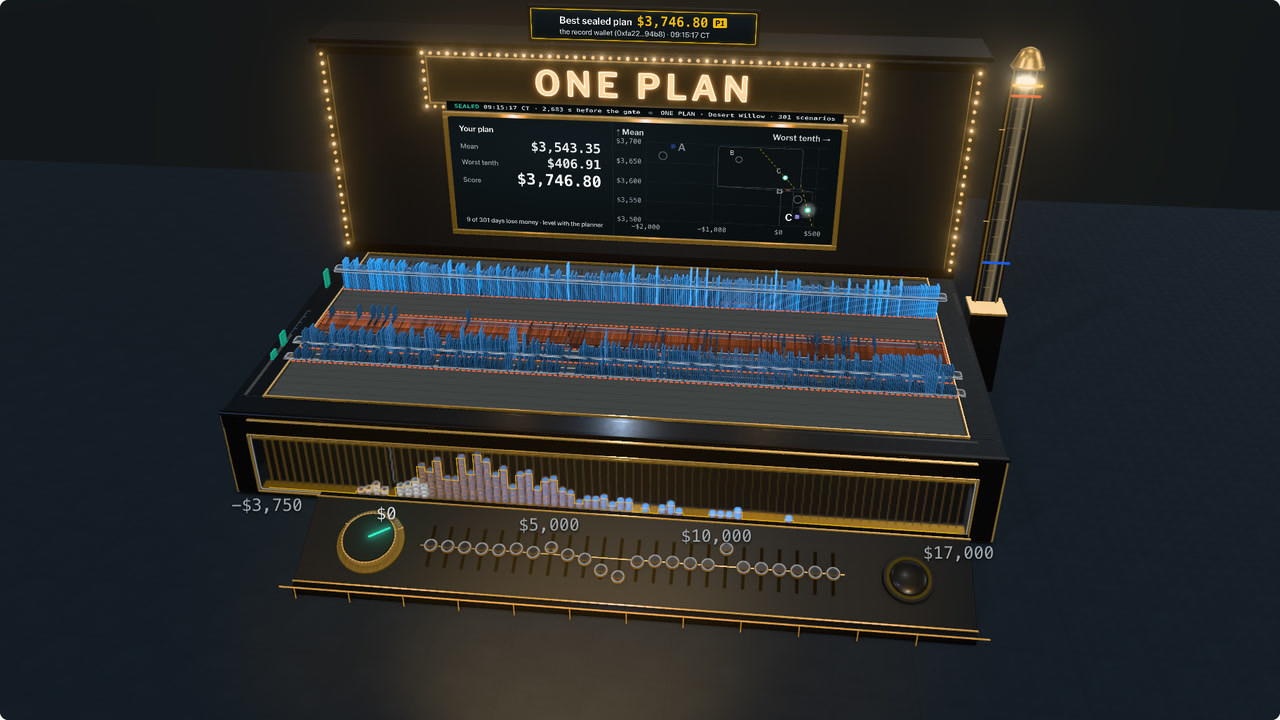 Best sealed plan $3,746.80 P1
the record wallet (0xfa22…94b8) · 09:15:17 CT
ONE PLAN
SEALED 09:15:17 CT · 2,683 s before the gate = ONE PLAN · Desert Willow · 301 scenarios
Your plan
Mean $3,543.35
Worst tenth $406.91
Score $3,746.80
9 of 301 days lose money · level with the planner
↑ Mean
Worst tenth →
$3,700
$3,650
$3,600
$3,550
$3,500
A
B
C
D
C
−$2,000
−$1,000
$0
$500
−$3,750
$0
$5,000
$10,000
$17,000